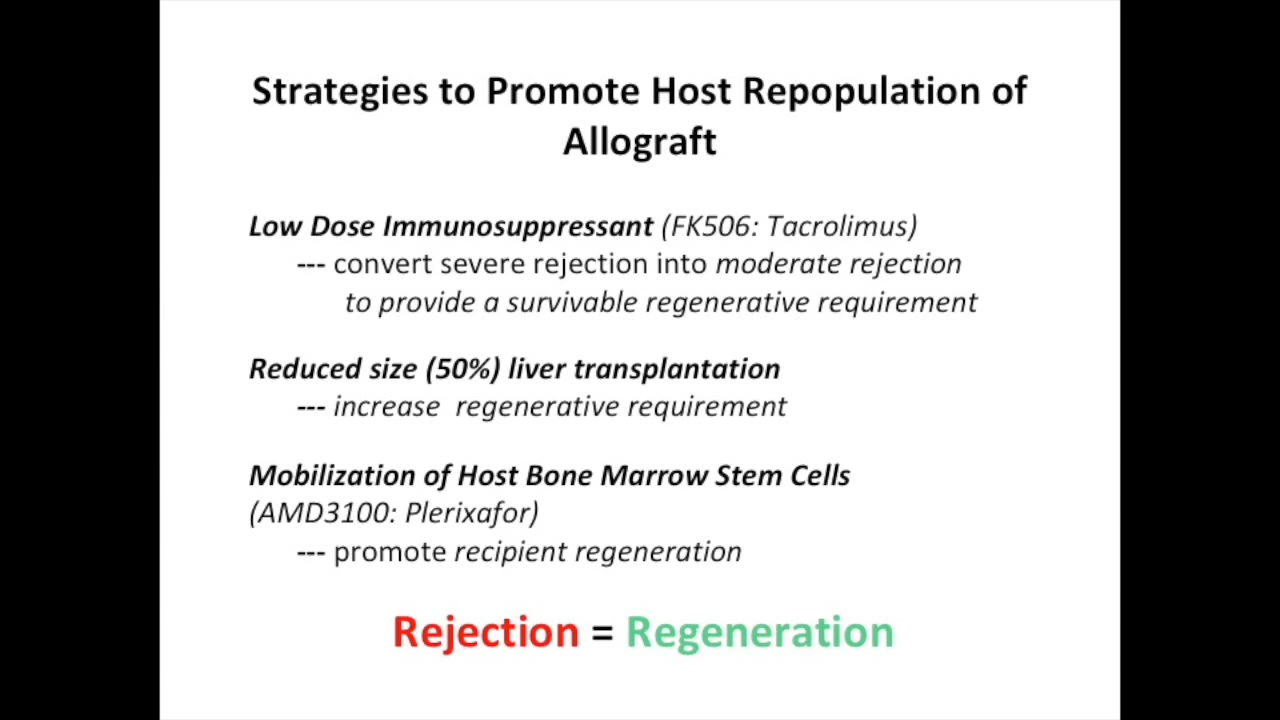 Strategies to Promote Host Repopulation of
Allograft
Low Dose Immunosuppressant (FK506: Tacrolimus)
--- convert severe rejection into moderate rejection
to provide a survivable regenerative requirement
Reduced size (50%) liver transplantation
--- increase regenerative requirement
Mobilization of Host Bone Marrow Stem Cells
(AMD3100: Plerixafor)
--- promote recipient regeneration
Rejection = Regeneration